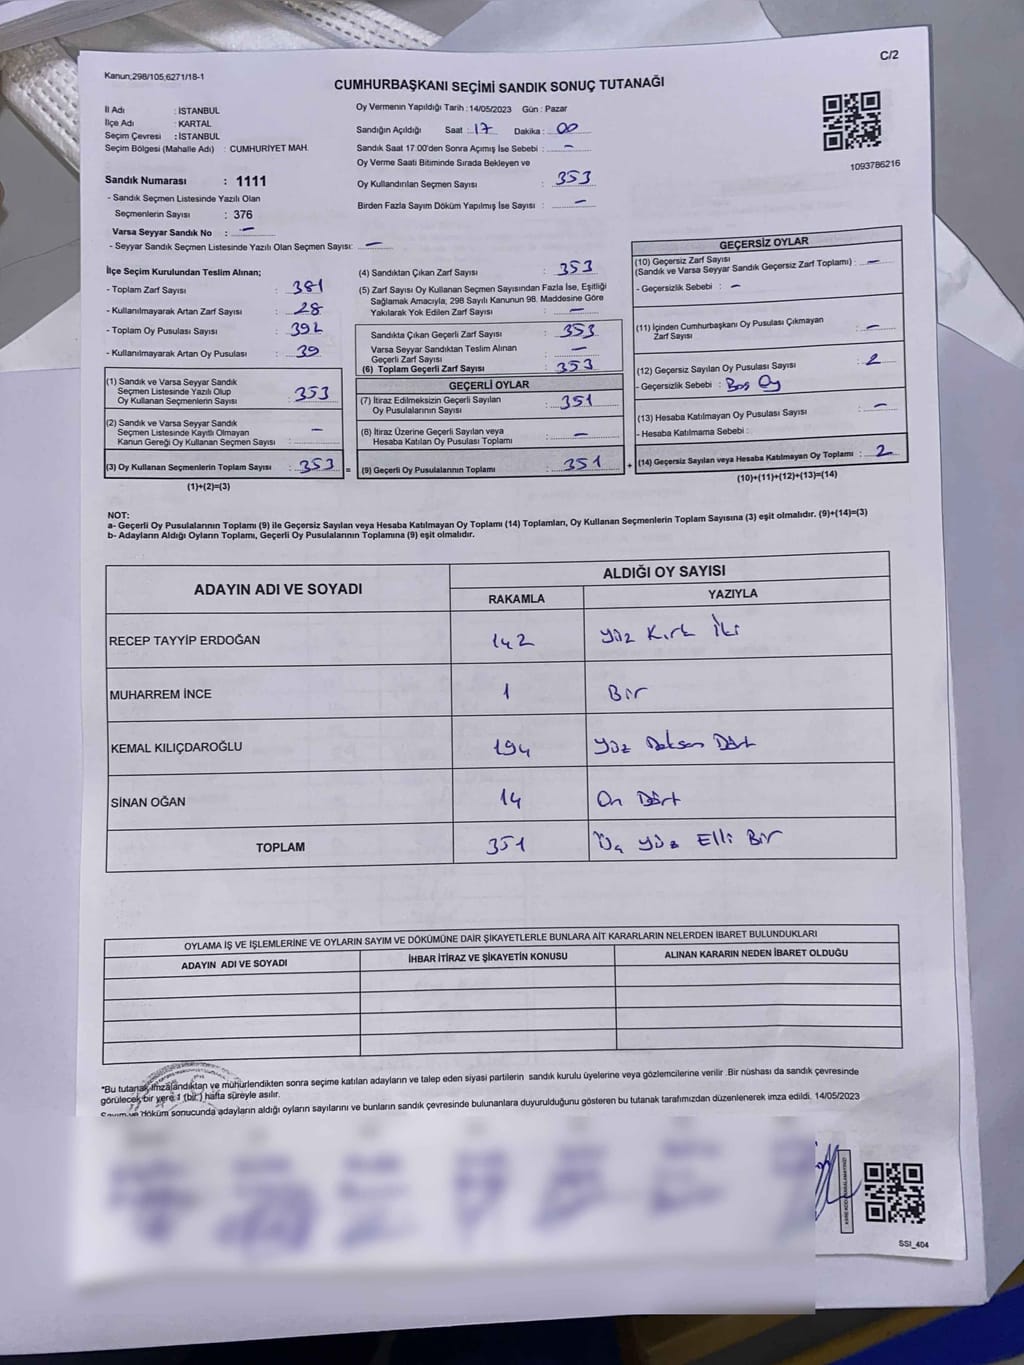 C/2
Kanun;298/105;6271/18-1
CUMHURBAŞKANI SEÇİMİ SANDIK SONUÇ TUTANAĞI
İl Adı : İSTANBUL
İlçe Adı : KARTAL
Seçim Çevresi : İSTANBUL
Seçim Bölgesi (Mahalle Adı) : CUMHURİYET MAH.
Sandık Numarası : 1111
- Sandık Seçmen Listesinde Yazılı Olan
Seçmenlerin Sayısı : 376
Varsa Seyyar Sandık No : -
- Seyyar Sandık Seçmen Listesinde Yazılı Olan Seçmen Sayısı: -
Oy Vermenin Yapıldığı Tarih : 14/05/2023 Gün : Pazar
Sandığın Açıldığı Saat : 17 Dakika : 00
Sandık Saat 17:00'den Sonra Açımış İse Sebebi : -
Oy Verme Saati Bitiminde Sırada Bekleyen ve
Oy Kullandırılan Seçmen Sayısı : 353
Birden Fazla Sayım Döküm Yapılmış İse Sayısı : -
1093786216
İlçe Seçim Kurulundan Teslim Alınan;
- Toplam Zarf Sayısı : 381
- Kullanılmayarak Artan Zarf Sayısı : 28
- Toplam Oy Pusulası Sayısı : 392
- Kullanılmayarak Artan Oy Pusulası : 39
(1) Sandık ve Varsa Seyyar Sandık
Seçmen Listesinde Yazılı Olup
Oy Kullanan Seçmenlerin Sayısı : 353
(2) Sandık ve Varsa Seyyar Sandık
Seçmen Listesinde Kayıtlı Olmayan
Kanun Gereği Oy Kullanan Seçmen Sayısı : -
(3) Oy Kullanan Seçmenlerin Toplam Sayısı : 353 =
(1)+(2)=(3)
(4) Sandıktan Çıkan Zarf Sayısı : 353
(5) Zarf Sayısı Oy Kullanan Seçmen Sayısından Fazla İse, Eşitliği
Sağlamak Amacıyla, 298 Sayılı Kanunun 98. Maddesine Göre
Yakılarak Yok Edilen Zarf Sayısı : -
Sandıkta Çıkan Geçerli Zarf Sayısı : 353
Varsa Seyyar Sandıktan Teslim Alınan
Geçerli Zarf Sayısı : -
(6) Toplam Geçerli Zarf Sayısı : 353
GEÇERLİ OYLAR
(7) İtiraz Edilmeksizin Geçerli Sayılan
Oy Pusulalarının Sayısı : 351
(8) İtiraz Üzerine Geçerli Sayılan veya
Hesaba Katılan Oy Pusulası Toplamı : -
(9) Geçerli Oy Pusulalarının Toplamı : 351 +
GEÇERSİZ OYLAR
(10) Geçersiz Zarf Sayısı
(Sandık ve Varsa Seyyar Sandık Geçersiz Zarf Toplamı) : -
- Geçersizlik Sebebi : -
(11) İçinden Cumhurbaşkanı Oy Pusulası Çıkmayan
Zarf Sayısı : -
(12) Geçersiz Sayılan Oy Pusulası Sayısı : 2
- Geçersizlik Sebebi : Boş Oy
(13) Hesaba Katılmayan Oy Pusulası Sayısı : -
- Hesaba Katılmama Sebebi :
(14) Geçersiz Sayılan veya Hesaba Katılmayan Oy Toplamı : 2
(10)+(11)+(12)+(13)=(14)
NOT:
a- Geçerli Oy Pusulalarının Toplamı (9) ile Geçersiz Sayılan veya Hesaba Katılmayan Oy Toplamı (14) Toplamları, Oy Kullanan Seçmenlerin Toplam Sayısına (3) eşit olmalıdır. (9)+(14)=(3)
b- Adayların Aldığı Oyların Toplamı, Geçerli Oy Pusulalarının Toplamına (9) eşit olmalıdır.
ADAYIN ADI VE SOYADI
ALDIĞI OY SAYISI
RAKAMLA YAZIYLA
RECEP TAYYİP ERDOĞAN 142 Yüz Kırk İki
MUHARREM İNCE 1 Bir
KEMAL KILIÇDAROĞLU 194 Yüz Doksan Dört
SİNAN OĞAN 14 On Dört
TOPLAM 351 Üç Yüz Elli Bir
OYLAMA İŞ VE İŞLEMLERİNE VE OYLARIN SAYIM VE DÖKÜMÜNE DAİR ŞİKAYETLERLE BUNLARA AİT KARARLARIN NELERDEN İBARET BULUNDUKLARI
ADAYIN ADI VE SOYADI İHBAR İTİRAZ VE ŞİKAYETİN KONUSU ALINAN KARARIN NEDEN İBARET OLDUĞU
*Bu tutanak imzalandıktan ve mühürlendikten sonra seçime katılan adayların ve talep eden siyasi partilerin sandık kurulu üyelerine veya gözlemcilerine verilir .Bir nüshası da sandık çevresinde
görülecek bir yere 1 (bir) hafta süreyle asılır.
Sayım ve döküm sonucunda adayların aldığı oyların sayılarını ve bunların sandık çevresinde bulunanlara duyurulduğunu gösteren bu tutanak tarafımızdan düzenlenerek imza edildi. 14/05/2023
SSI_404